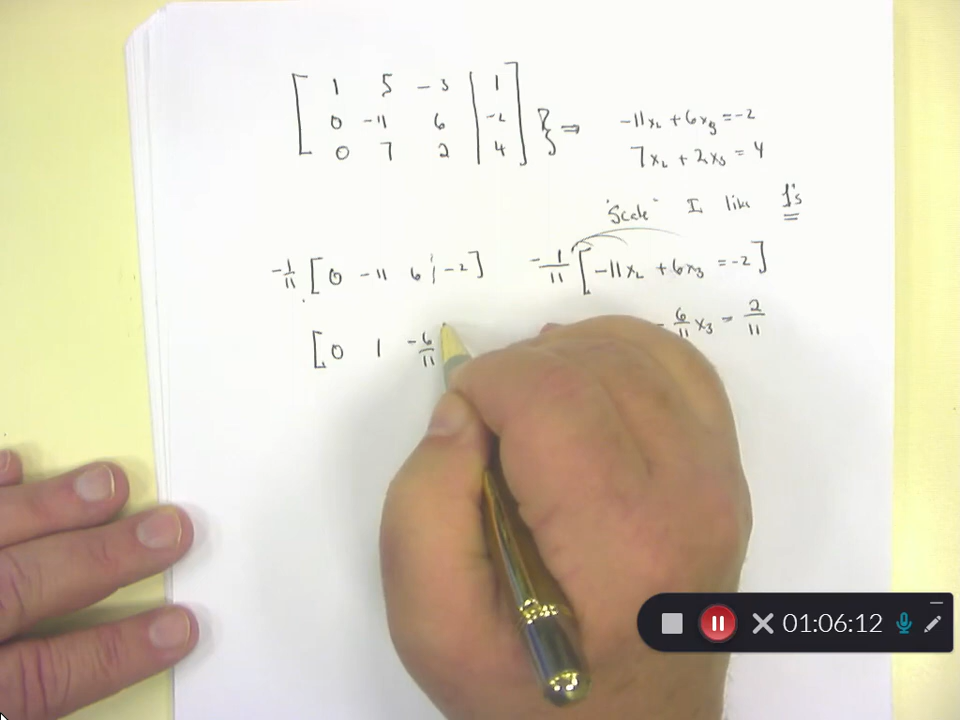 [ 1 5 -3 | 1 ]
[ 0 -11 6 | -2 ] } ⇒ -11x₂ + 6x₃ = -2
[ 0 7 2 | 4 ] 7x₂ + 2x₃ = 4
"Scale" I like 1's
-1/11 [ 0 -11 6 ¦ -2 ] -1/11 [ -11x₂ + 6x₃ = -2 ]
[ 0 1 -6/11 - 6/11 x₃ = 2/11
01:06:12